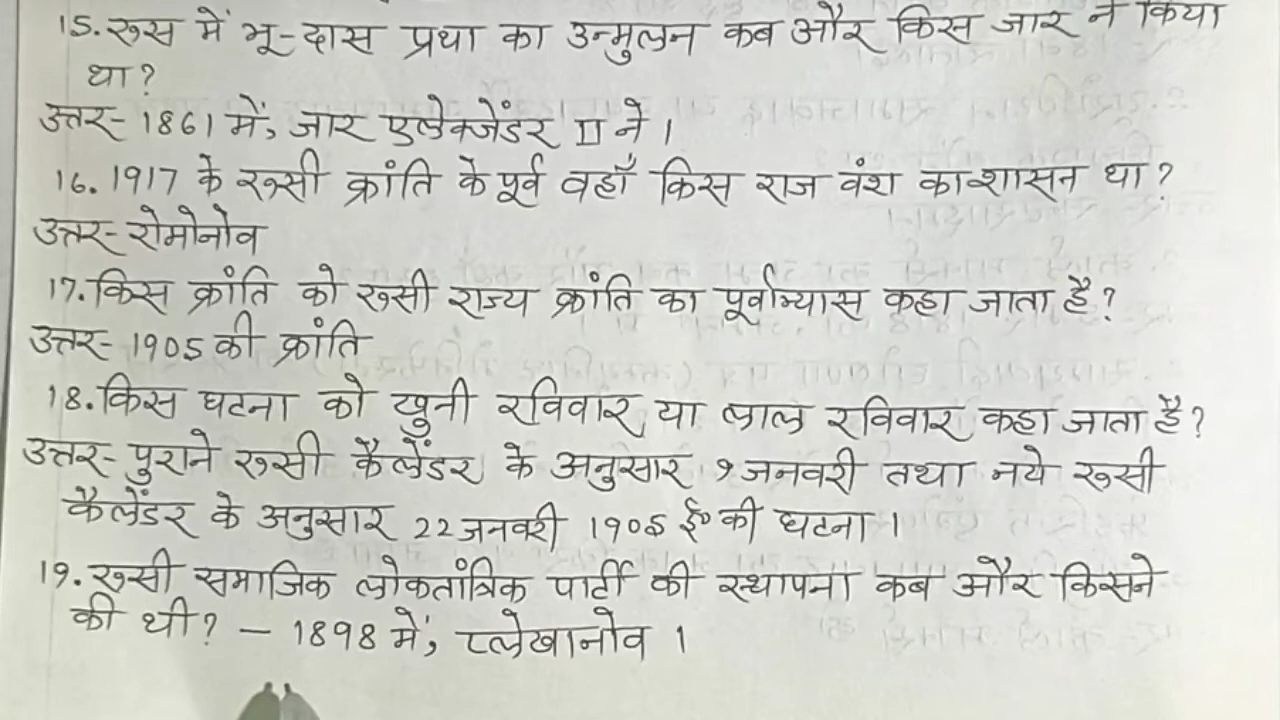 15. रूस में भू-दास प्रथा का उन्मुलन कब और किस जार ने किया
था?
उत्तर- 1861 में, जार एलेक्जेंडर II ने।
16. 1917 के रूसी क्रांति के पूर्व वहाँ किस राज वंश का शासन था?
उत्तर- रोमोनोव
17. किस क्रांति को रूसी राज्य क्रांति का पूर्वाभ्यास कहा जाता है?
उत्तर- 1905 की क्रांति
18. किस घटना को खुनी रविवार या लाल रविवार कहा जाता है?
उत्तर- पुराने रूसी कैलेंडर के अनुसार 9 जनवरी तथा नये रूसी
कैलेंडर के अनुसार 22 जनवरी 1905 ई० की घटना।
19. रूसी समाजिक लोकतांत्रिक पार्टी की स्थापना कब और किसने
की थी? - 1898 में, प्लेखानोव।